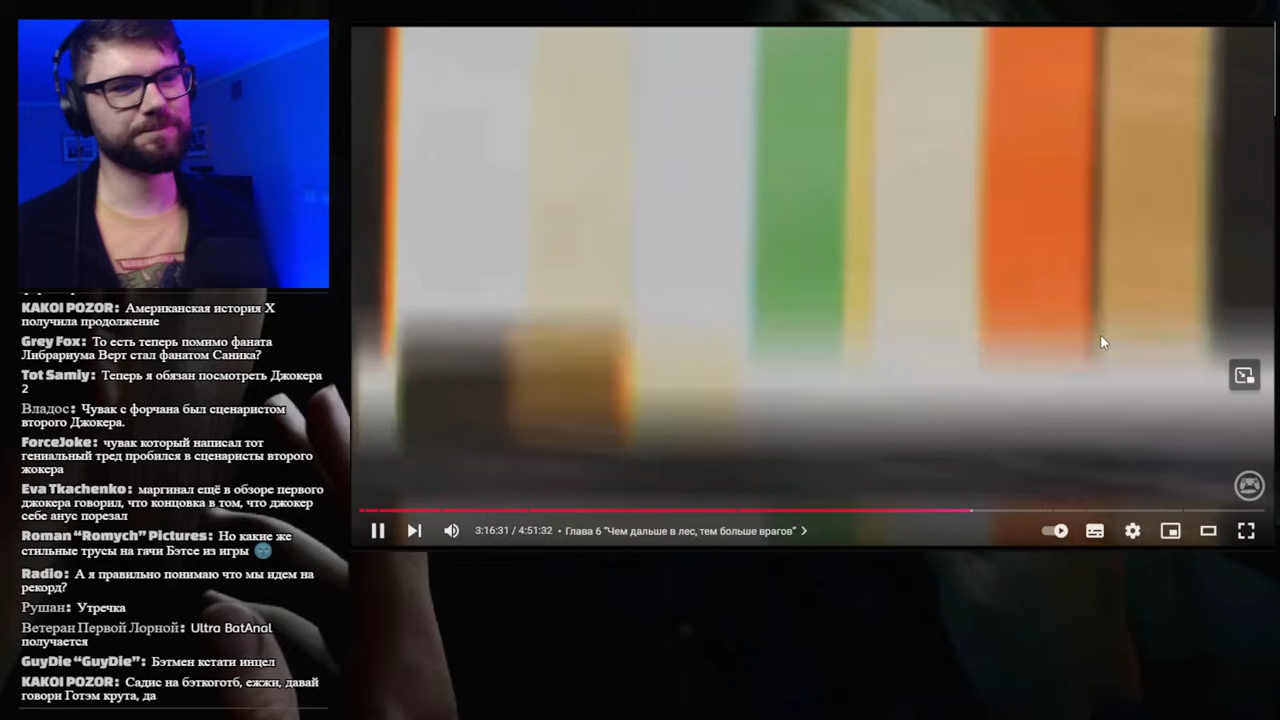 KAKOI POZOR: Американская история Х
получила продолжение
Grey Fox: То есть теперь помимо фаната
Либрариума Верт стал фанатом Саника?
Tot Samiy: Теперь я обязан посмотреть Джокера
2
Владос: Чувак с форчана был сценаристом
второго Джокера.
ForceJoke: чувак который написал тот
гениальный тред пробился в сценаристы второго
жокера
Eva Tkachenko: маргинал ещё в обзоре первого
джокера говорил, что концовка в том, что джокер
себе анус порезал
Roman “Romych” Pictures: Но какие же
стильные трусы на гачи Бэтсе из игры
Radio: А я правильно понимаю что мы идем на
рекорд?
Рушан: Утречка
Ветеран Первой Лорной: Ultra BatAnal
получается
GuyDie “GuyDie”: Бэтмен кстати инцел
KAKOI POZOR: Садис на бэткоготб, ежжи, давай
говори Готэм крута, да
3:16:31 / 4:51:32 • Глава 6 “Чем дальше в лес, тем больше врагов”